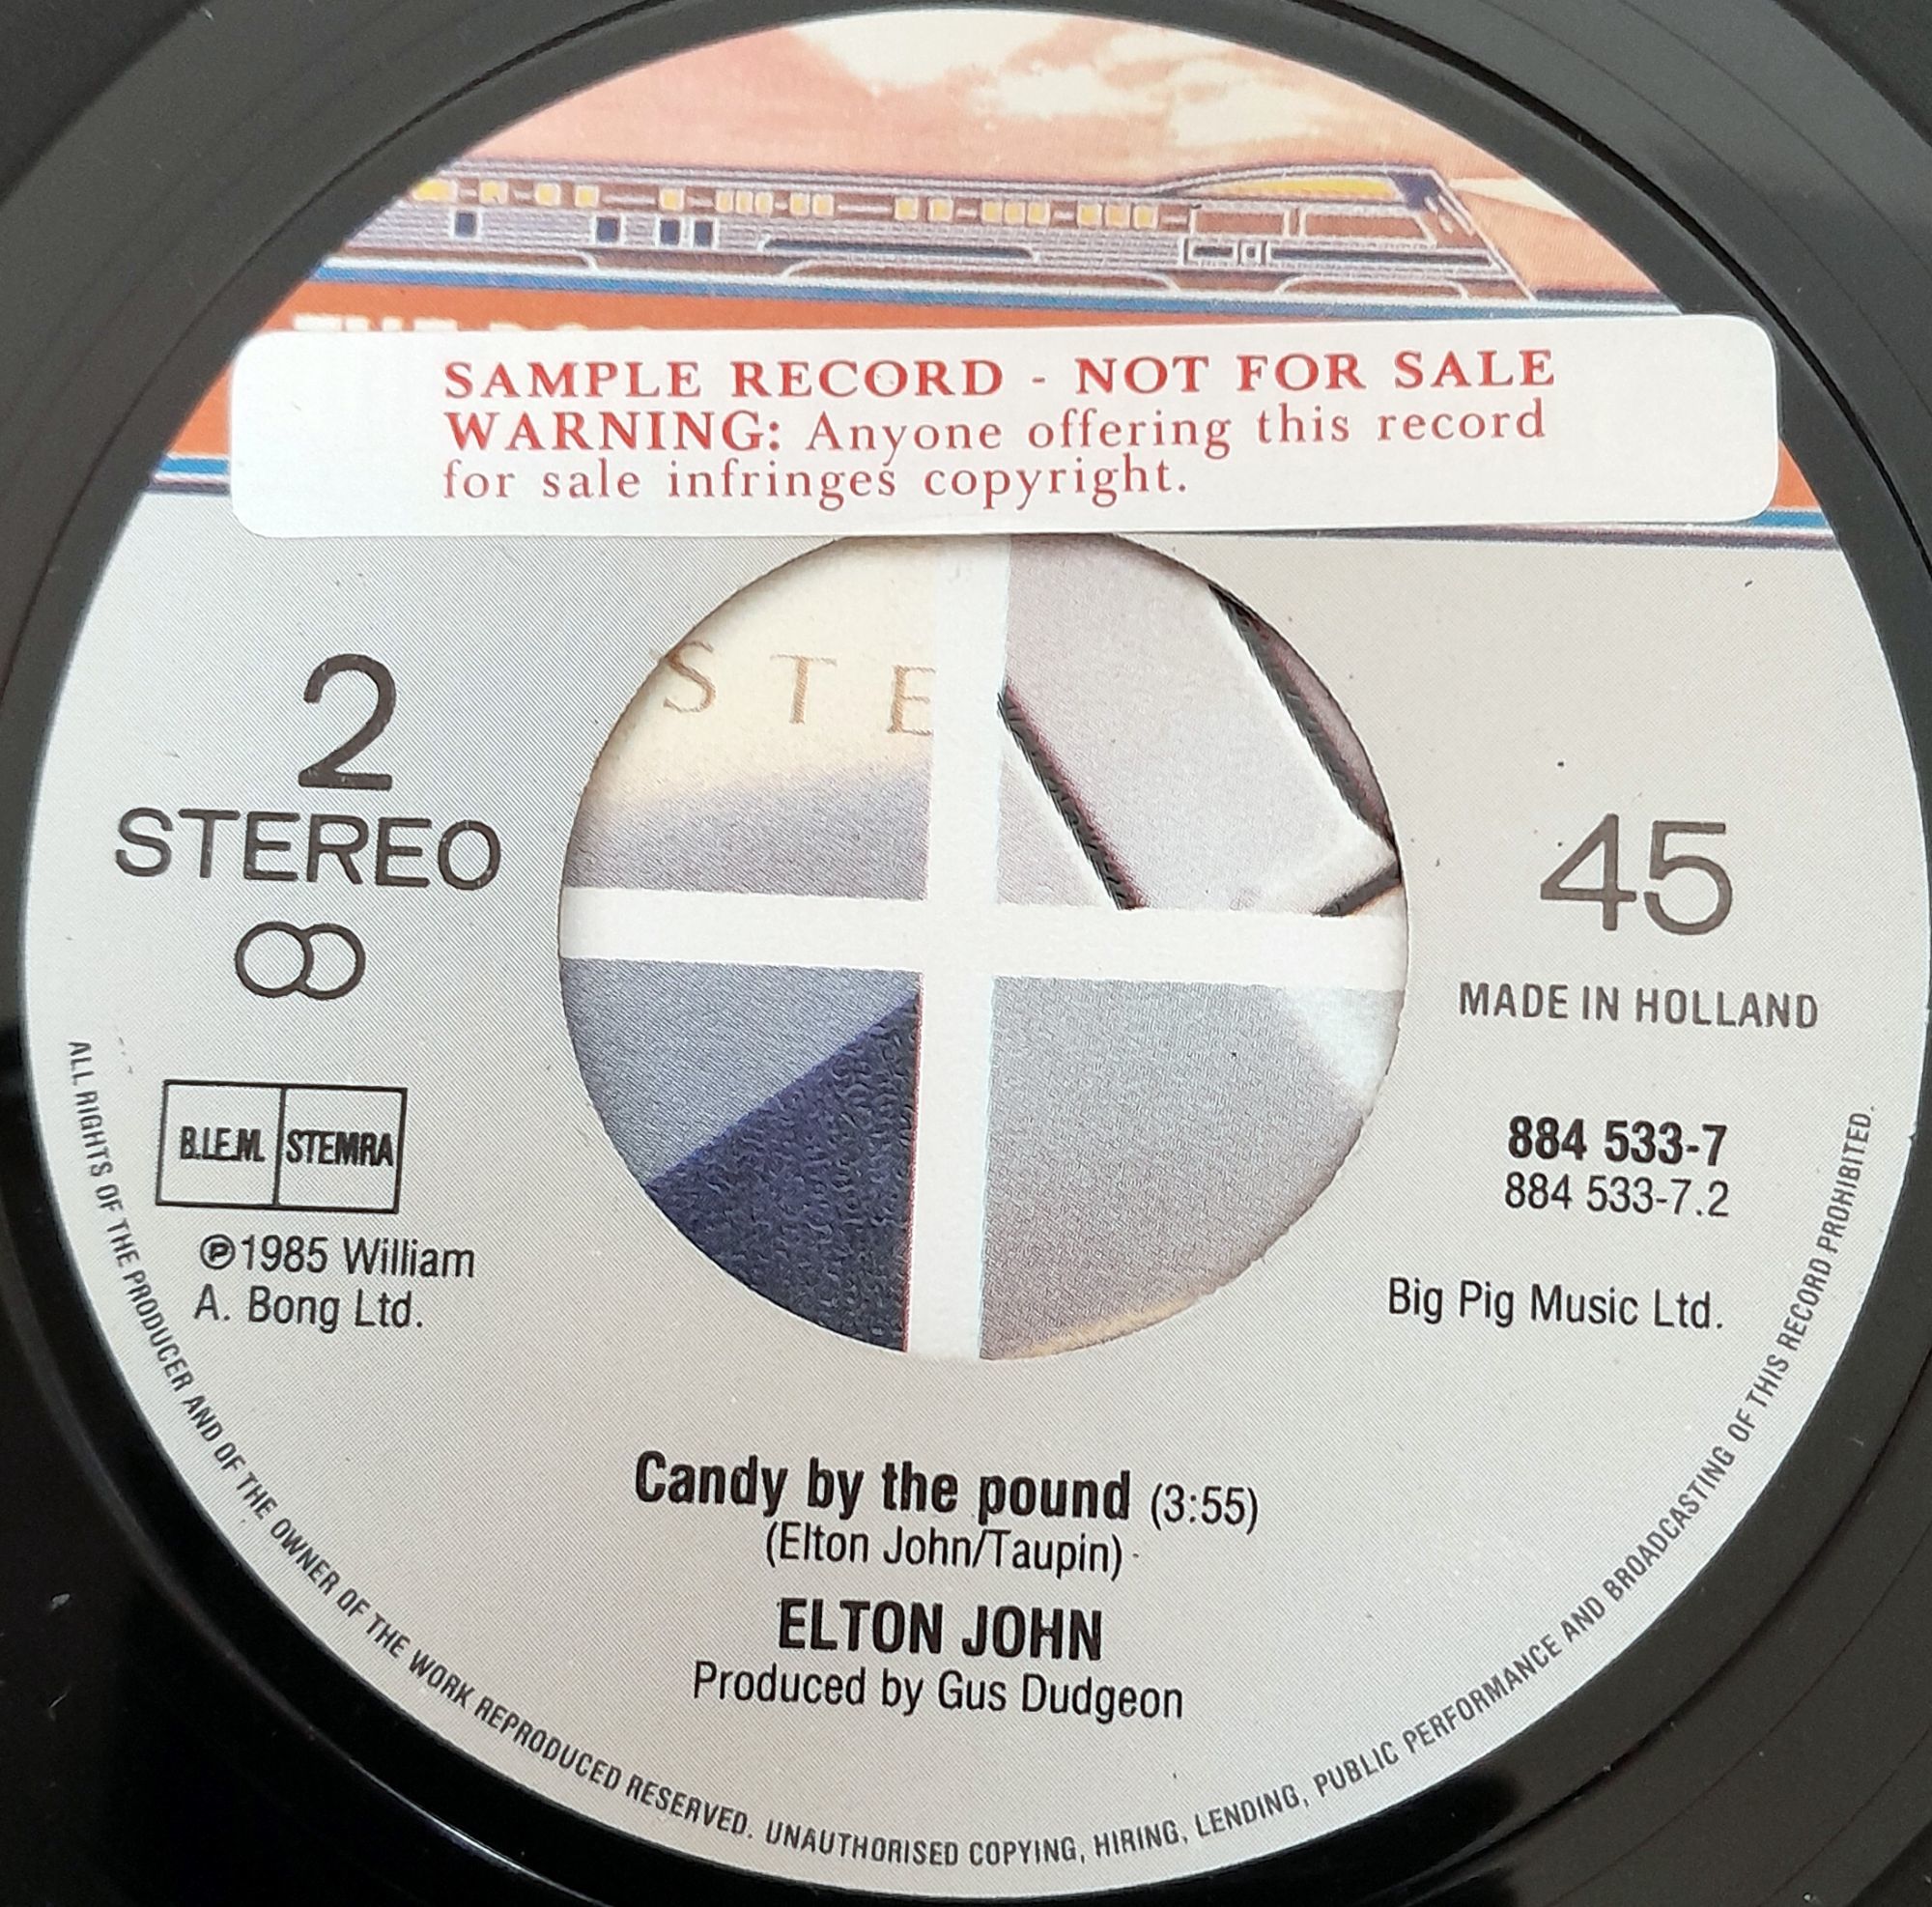 SAMPLE RECORD - NOT FOR SALE
WARNING: Anyone offering this record
for sale infringes copyright.
STE
2
STEREO
45
MADE IN HOLLAND
B.I.E.M. STEMRA
℗1985 William
A. Bong Ltd.
884 533-7
884 533-7.2
Big Pig Music Ltd.
Candy by the pound (3:55)
(Elton John/Taupin)
ELTON JOHN
Produced by Gus Dudgeon
ALL RIGHTS OF THE PRODUCER AND OF THE OWNER OF THE WORK REPRODUCED RESERVED. UNAUTHORISED COPYING, HIRING, LENDING, PUBLIC PERFORMANCE AND BROADCASTING OF THIS RECORD PROHIBITED.